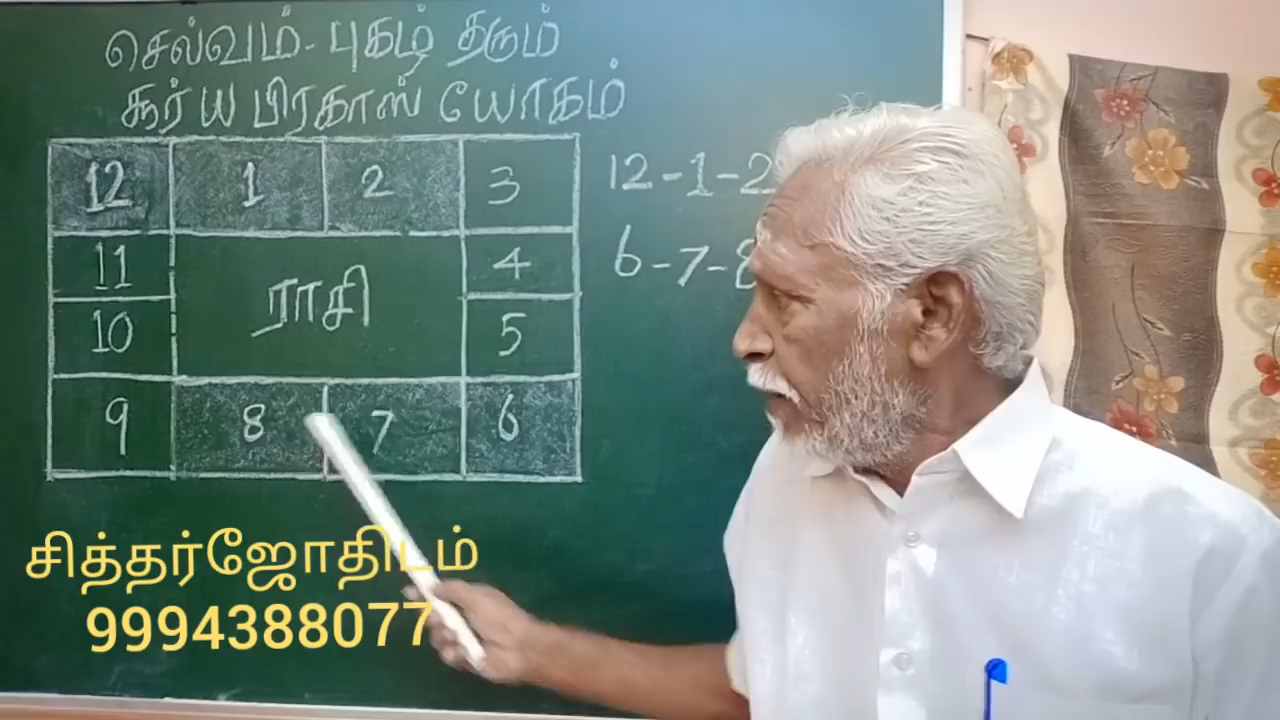 செல்வம்-புகழ் தரும்
சூர்ய பிரகாஸ் யோகம்
12 1 2 3
11 4
ராசி
10 5
9 8 7 6
12-1-2
6-7-8
சித்தர்ஜோதிடம்
9994388077